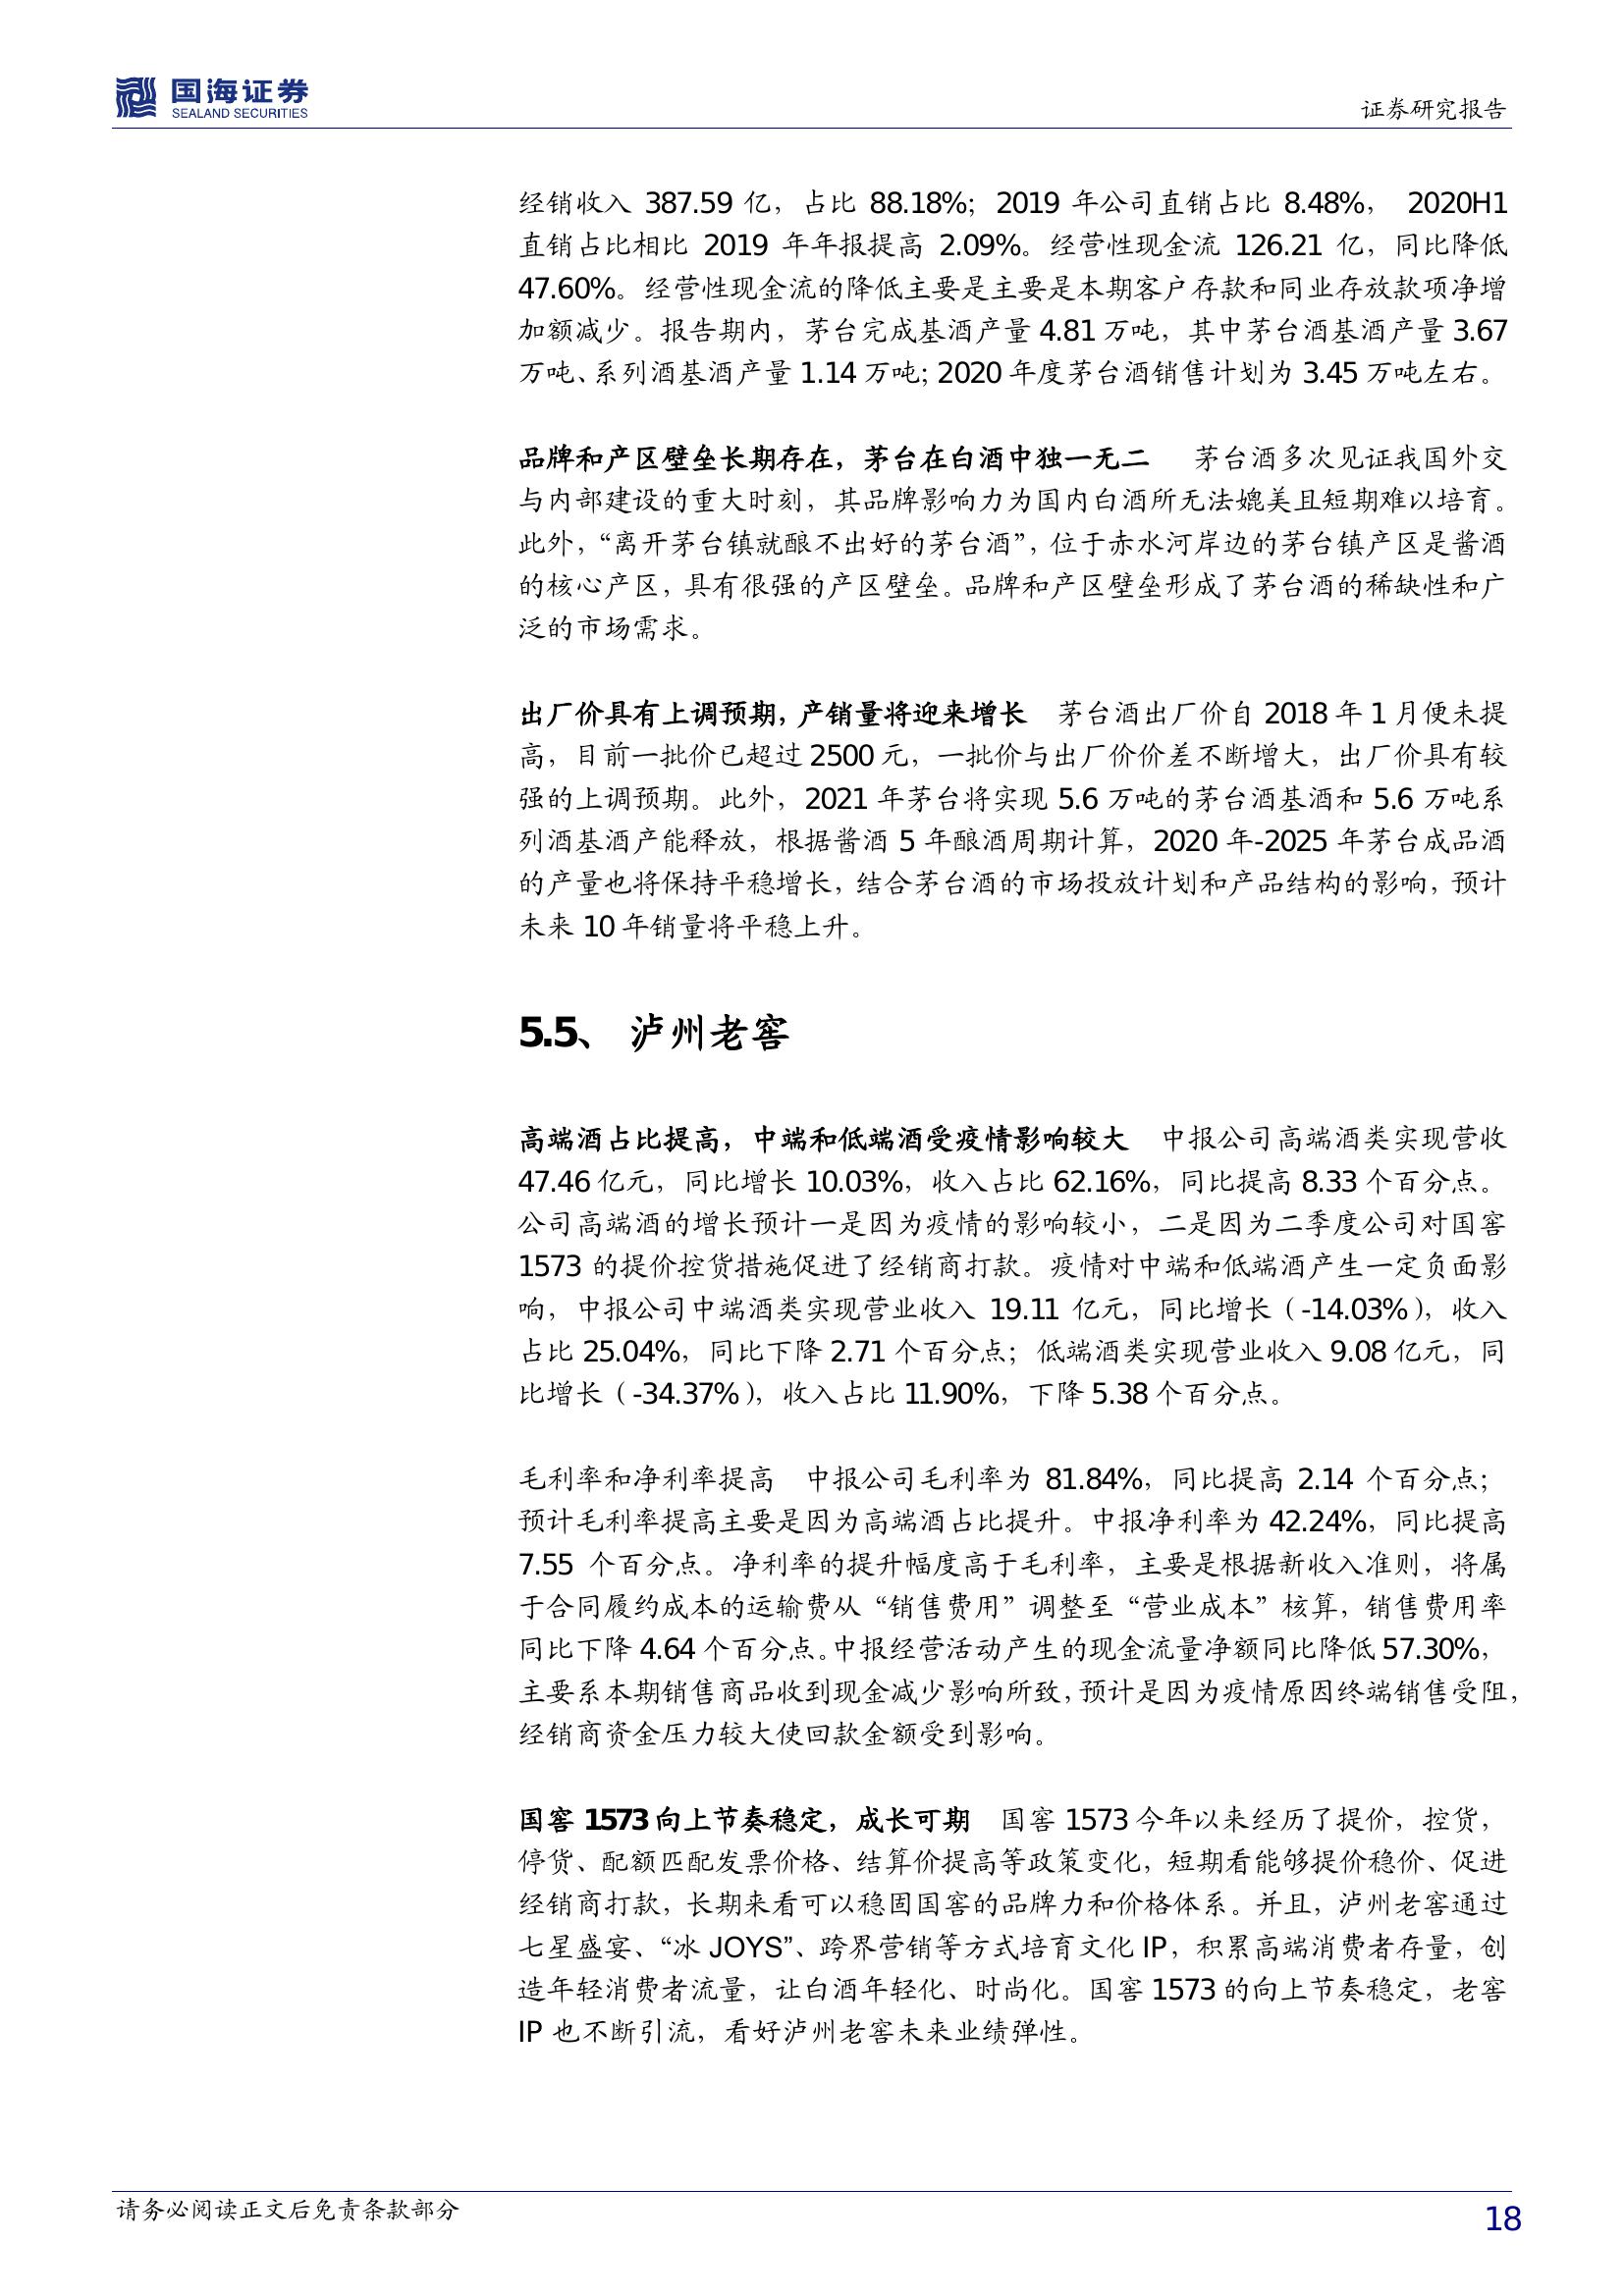 国海证券
SEALAND SECURITIES
证券研究报告
经销收入 387.59 亿，占比 88.18%；2019 年公司直销占比 8.48%， 2020H1
直销占比相比 2019 年年报提高 2.09%。经营性现金流 126.21 亿，同比降低
47.60%。经营性现金流的降低主要是主要是本期客户存款和同业存放款项净增
加额减少。报告期内，茅台完成基酒产量 4.81 万吨，其中茅台酒基酒产量 3.67
万吨、系列酒基酒产量 1.14 万吨；2020 年度茅台酒销售计划为 3.45 万吨左右。
品牌和产区壁垒长期存在，茅台在白酒中独一无二 茅台酒多次见证我国外交
与内部建设的重大时刻，其品牌影响力为国内白酒所无法媲美且短期难以培育。
此外，“离开茅台镇就酿不出好的茅台酒”，位于赤水河岸边的茅台镇产区是酱酒
的核心产区，具有很强的产区壁垒。品牌和产区壁垒形成了茅台酒的稀缺性和广
泛的市场需求。
出厂价具有上调预期，产销量将迎来增长 茅台酒出厂价自 2018 年 1 月便未提
高，目前一批价已超过 2500 元，一批价与出厂价价差不断增大，出厂价具有较
强的上调预期。此外，2021 年茅台将实现 5.6 万吨的茅台酒基酒和 5.6 万吨系
列酒基酒产能释放，根据酱酒 5 年酿酒周期计算，2020 年-2025 年茅台成品酒
的产量也将保持平稳增长，结合茅台酒的市场投放计划和产品结构的影响，预计
未来 10 年销量将平稳上升。
5.5、 泸州老窖
高端酒占比提高，中端和低端酒受疫情影响较大 中报公司高端酒类实现营收
47.46 亿元，同比增长 10.03%，收入占比 62.16%，同比提高 8.33 个百分点。
公司高端酒的增长预计一是因为疫情的影响较小，二是因为二季度公司对国窖
1573 的提价控货措施促进了经销商打款。疫情对中端和低端酒产生一定负面影
响，中报公司中端酒类实现营业收入 19.11 亿元，同比增长（-14.03%），收入
占比 25.04%，同比下降 2.71 个百分点；低端酒类实现营业收入 9.08 亿元，同
比增长（-34.37%），收入占比 11.90%，下降 5.38 个百分点。
毛利率和净利率提高 中报公司毛利率为 81.84%，同比提高 2.14 个百分点；
预计毛利率提高主要是因为高端酒占比提升。中报净利率为 42.24%，同比提高
7.55 个百分点。净利率的提升幅度高于毛利率，主要是根据新收入准则，将属
于合同履约成本的运输费从“销售费用”调整至“营业成本”核算，销售费用率
同比下降 4.64 个百分点。中报经营活动产生的现金流量净额同比降低 57.30%，
主要系本期销售商品收到现金减少影响所致，预计是因为疫情原因终端销售受阻，
经销商资金压力较大使回款金额受到影响。
国窖 1573 向上节奏稳定，成长可期 国窖 1573 今年以来经历了提价，控货，
停货、配额匹配发票价格、结算价提高等政策变化，短期看能够提价稳价、促进
经销商打款，长期来看可以稳固国窖的品牌力和价格体系。并且，泸州老窖通过
七星盛宴、“冰 JOYS”、跨界营销等方式培育文化 IP，积累高端消费者存量，创
造年轻消费者流量，让白酒年轻化、时尚化。国窖 1573 的向上节奏稳定，老窖
IP 也不断引流，看好泸州老窖未来业绩弹性。
请务必阅读正文后免责条款部分
18